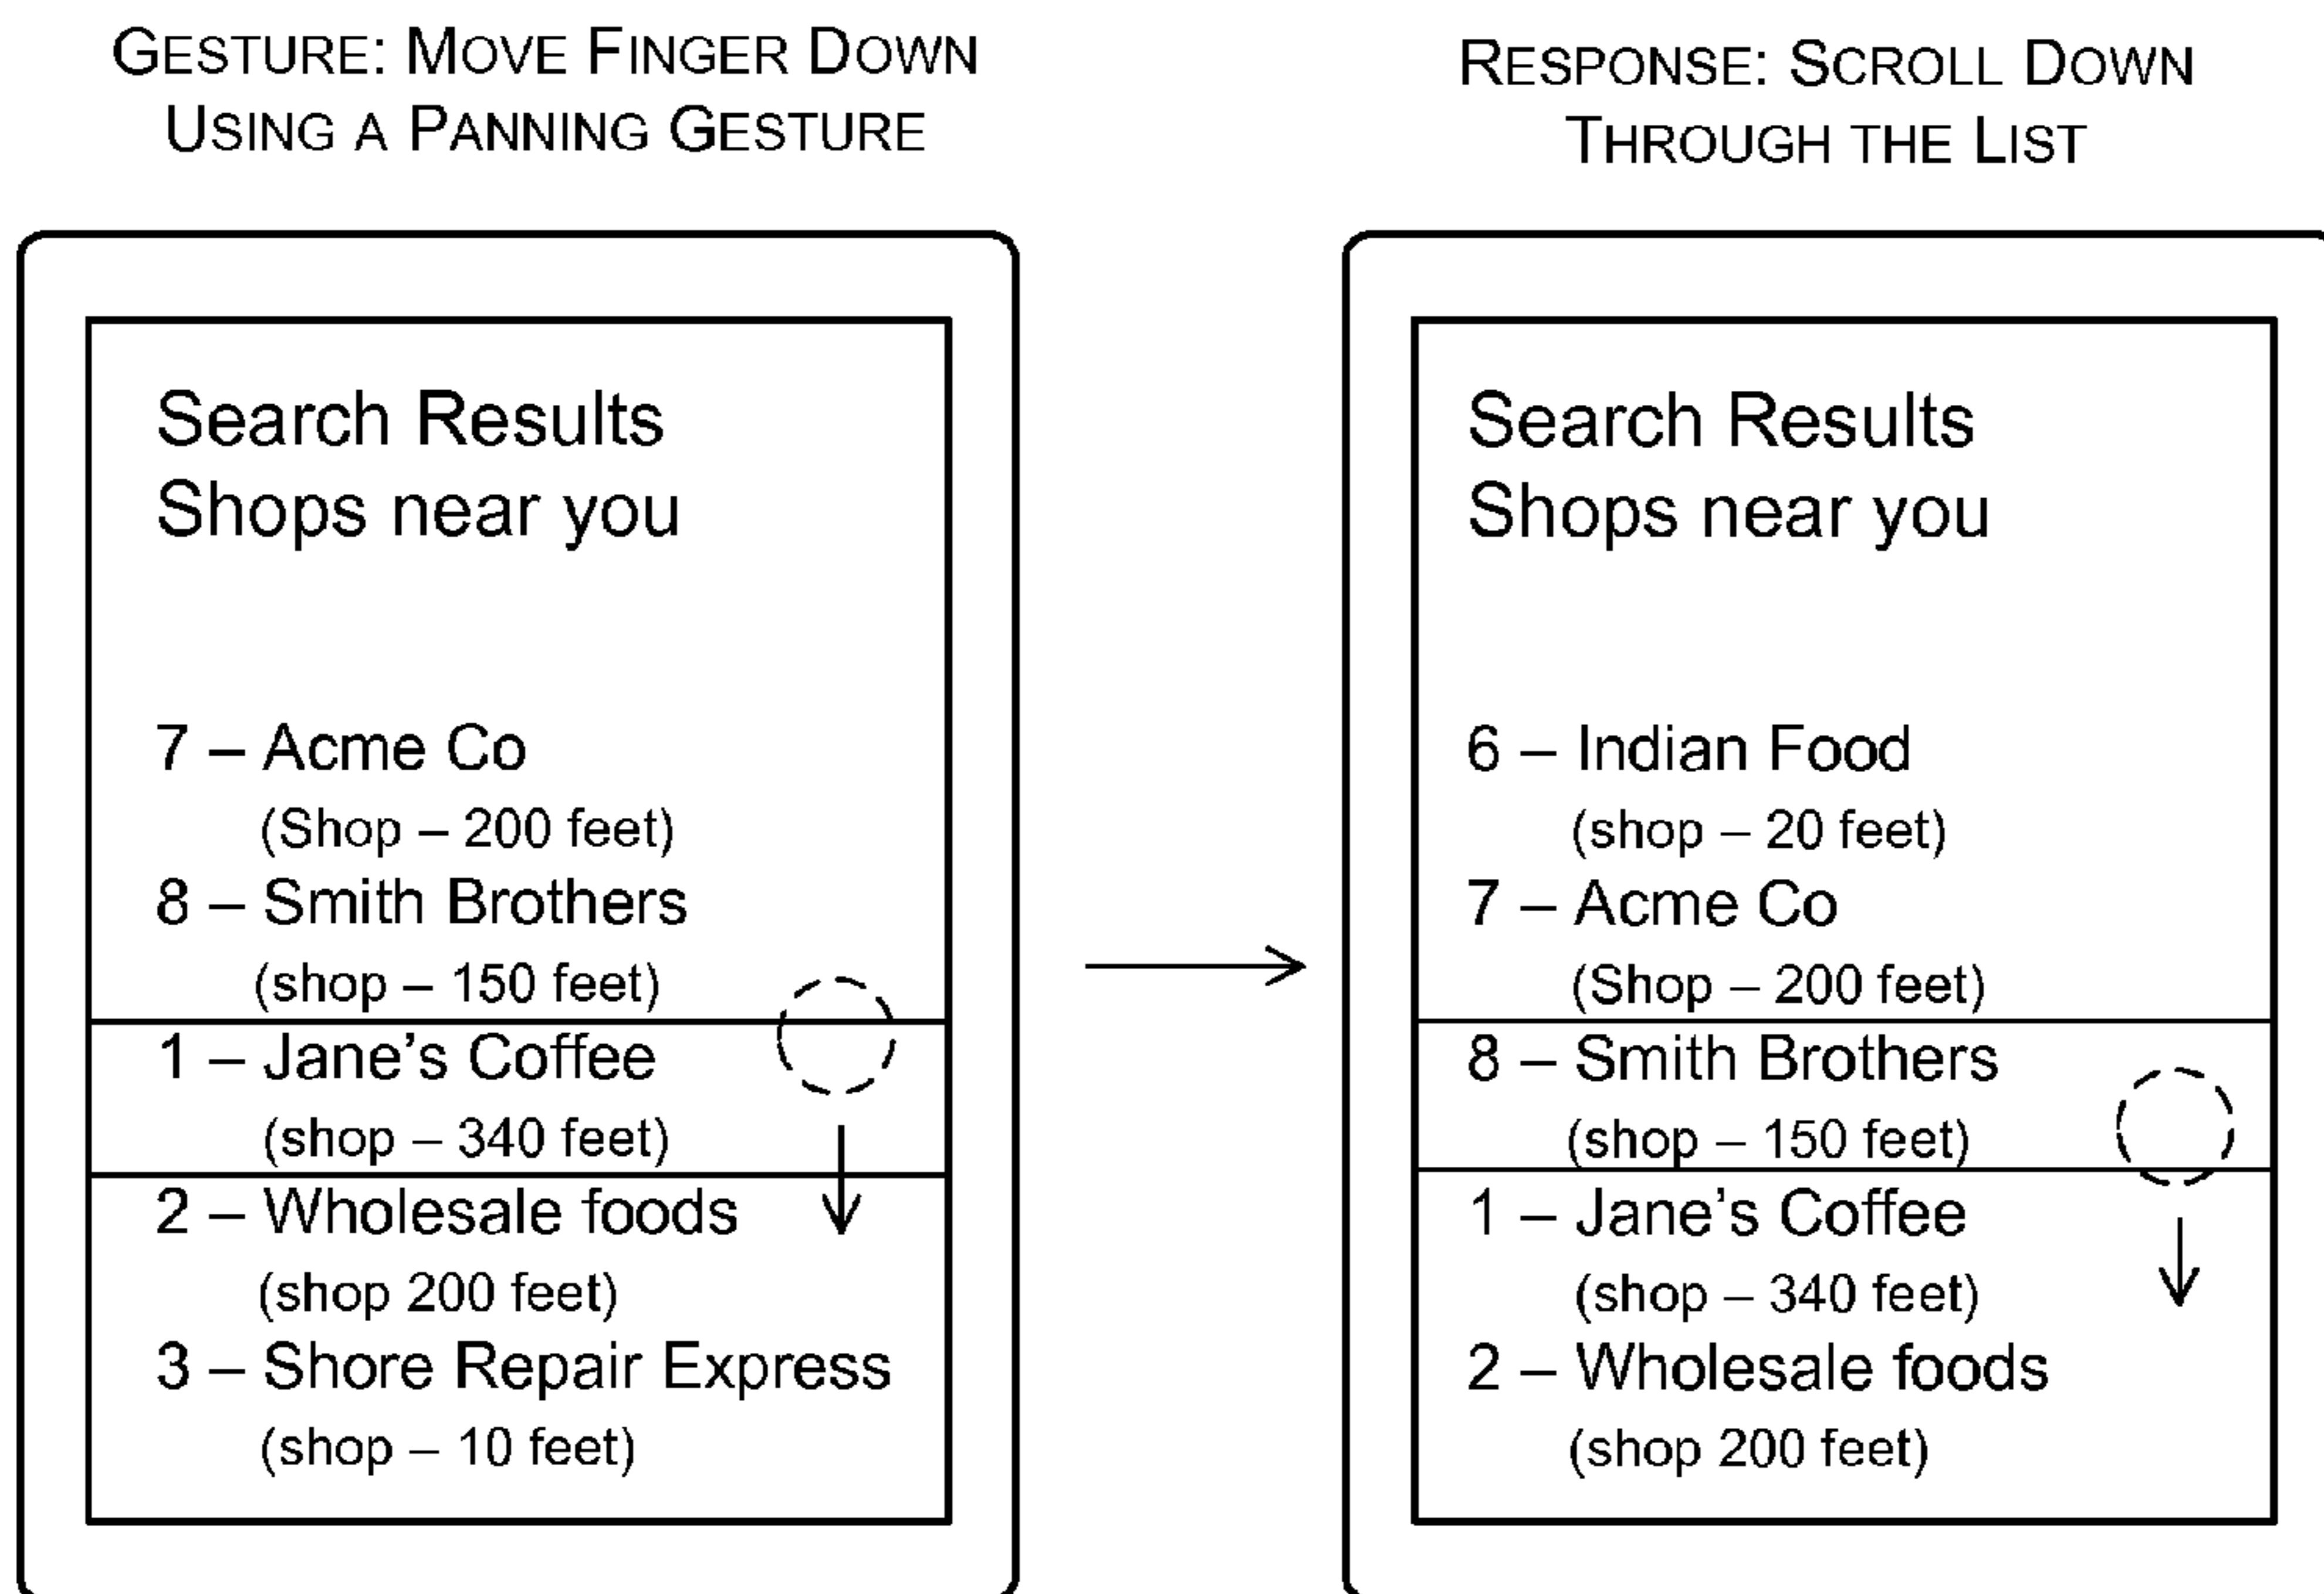 GESTURE: MOVE FINGER DOWN
USING A PANNING GESTURE
Search Results
Shops near you
7 – Acme Co
(Shop – 200 feet)
8 – Smith Brothers
(shop – 150 feet)
1 – Jane’s Coffee
(shop – 340 feet)
2 – Wholesale foods
(shop 200 feet)
3 – Shore Repair Express
(shop – 10 feet)
RESPONSE: SCROLL DOWN
THROUGH THE LIST
Search Results
Shops near you
6 – Indian Food
(shop – 20 feet)
7 – Acme Co
(Shop – 200 feet)
8 – Smith Brothers
(shop – 150 feet)
1 – Jane’s Coffee
(shop – 340 feet)
2 – Wholesale foods
(shop 200 feet)